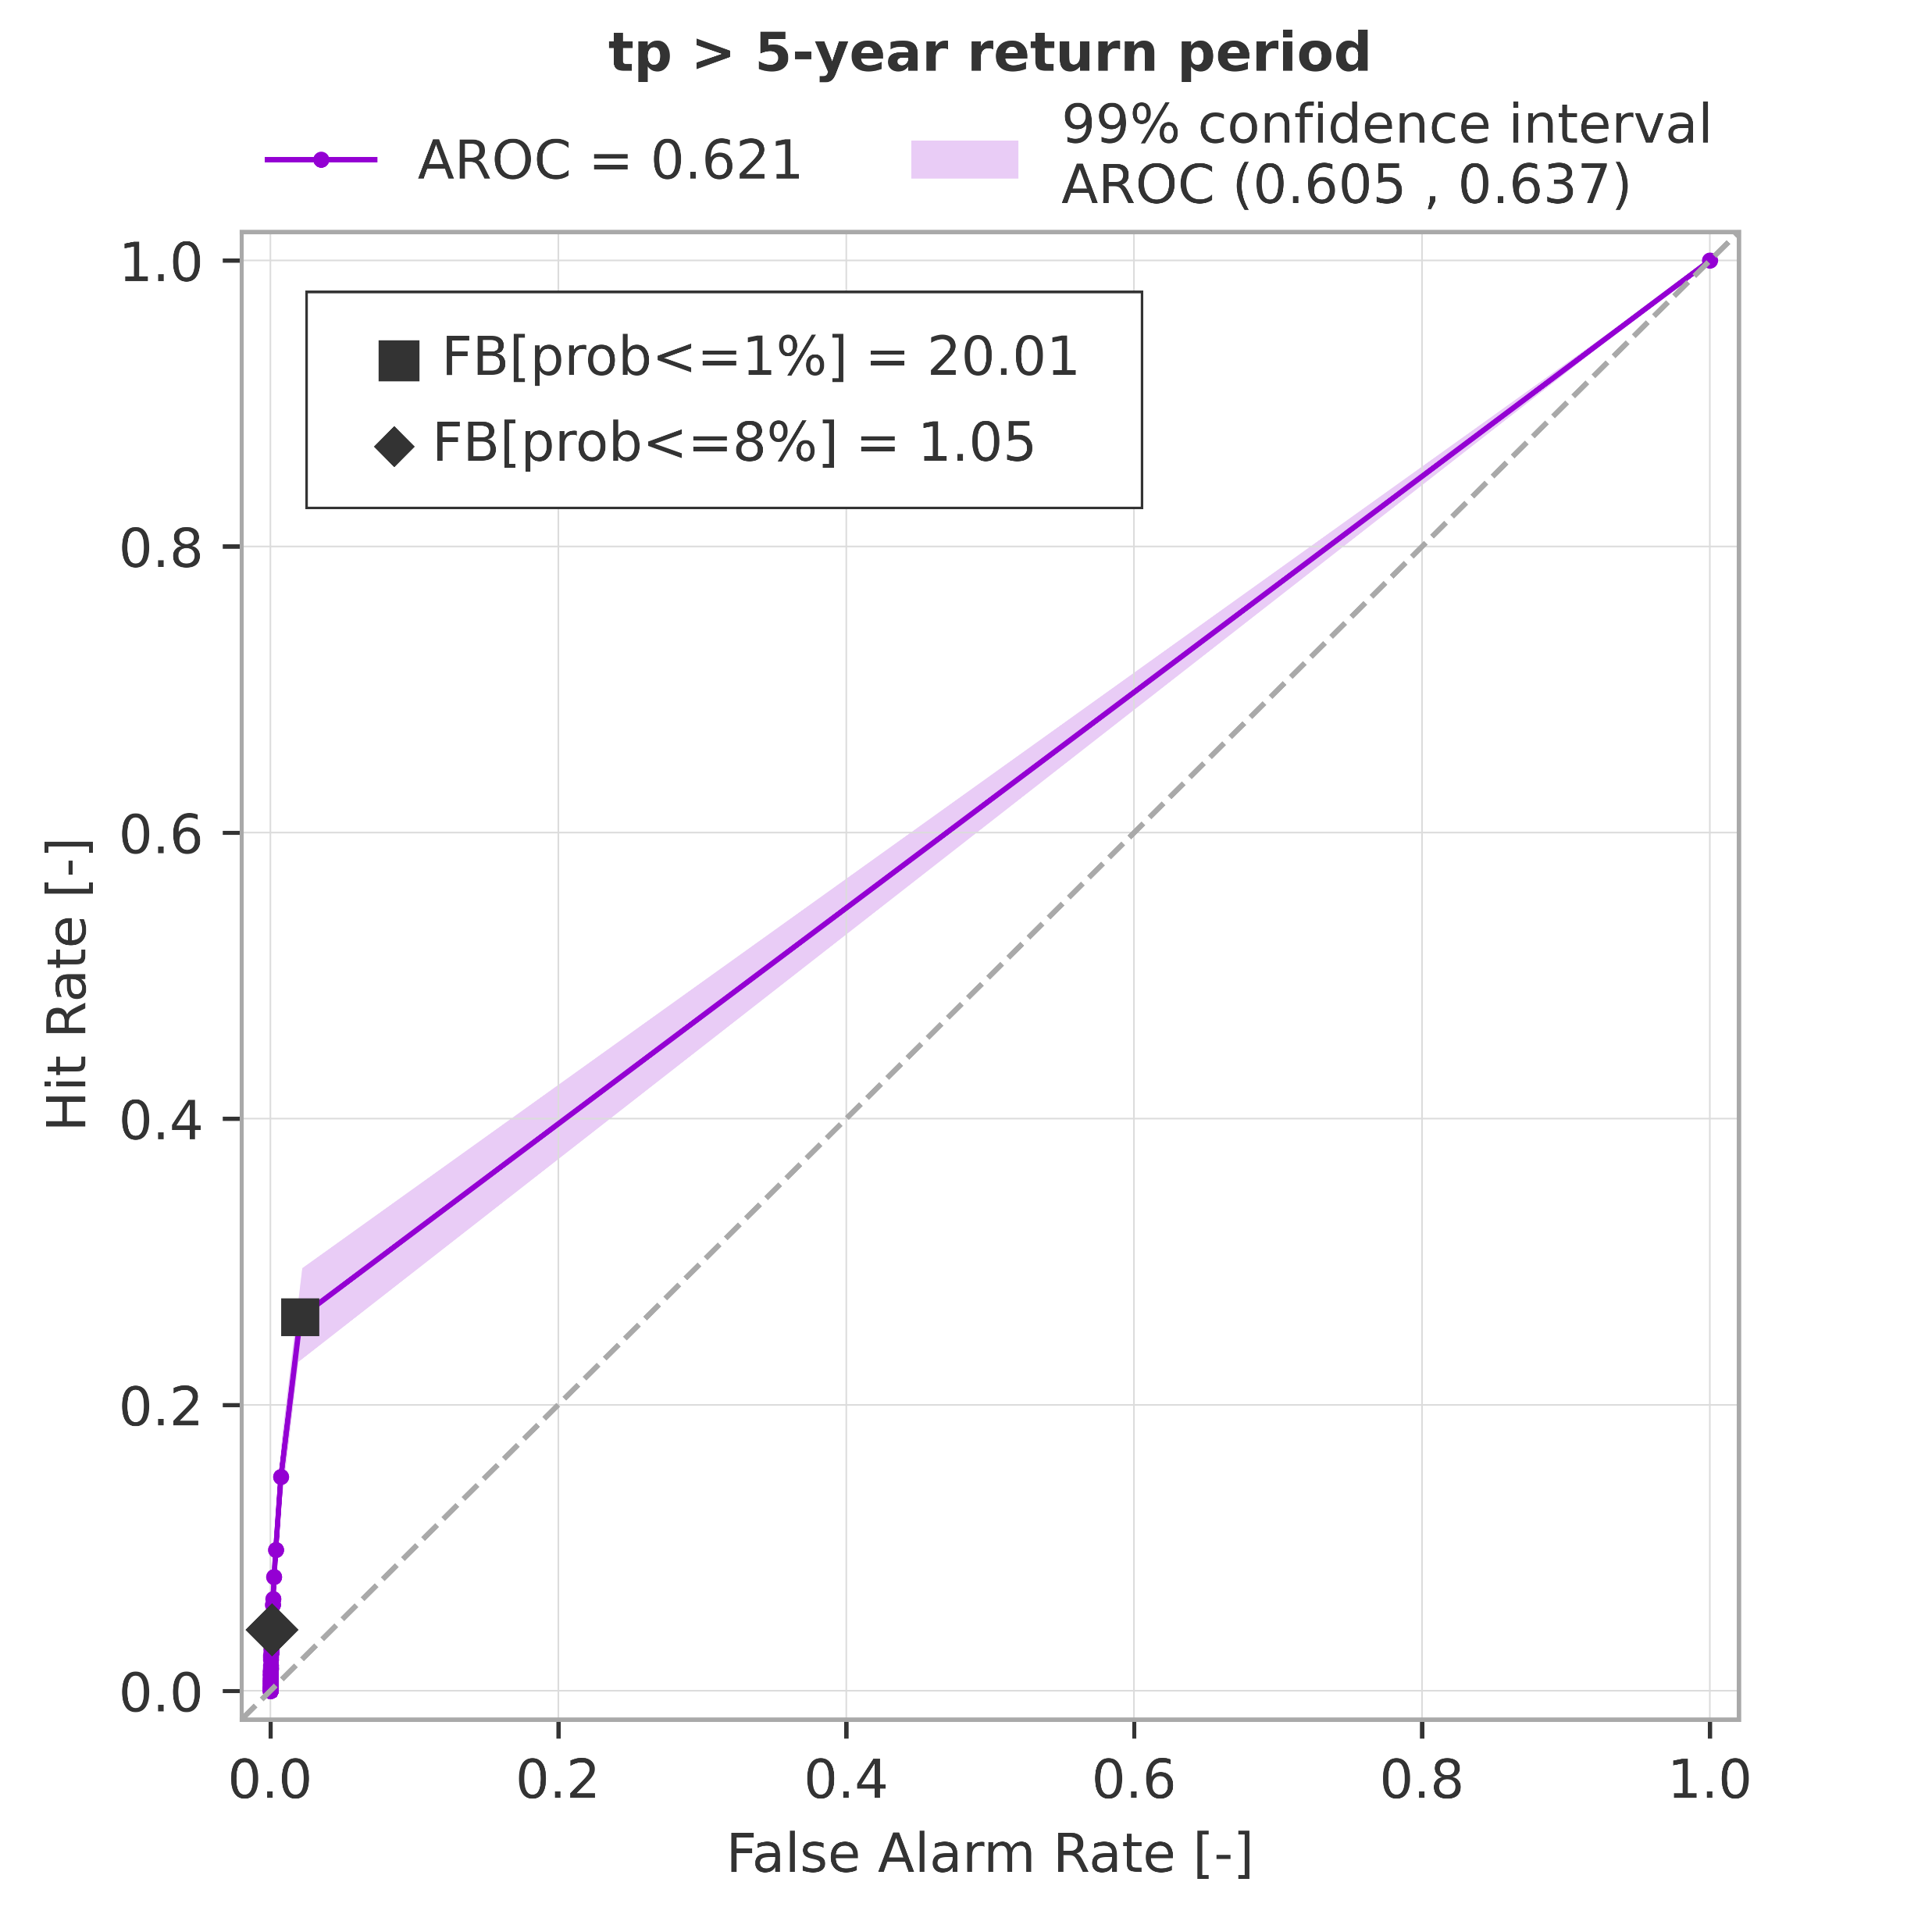 tp > 5-year return period
AROC = 0.621
99% confidence interval
AROC (0.605 , 0.637)
FB[prob<=1%] = 20.01
FB[prob<=8%] = 1.05
Hit Rate [-]
1.0
0.8
0.6
0.4
0.2
0.0
0.0 0.2 0.4 0.6 0.8 1.0
False Alarm Rate [-]